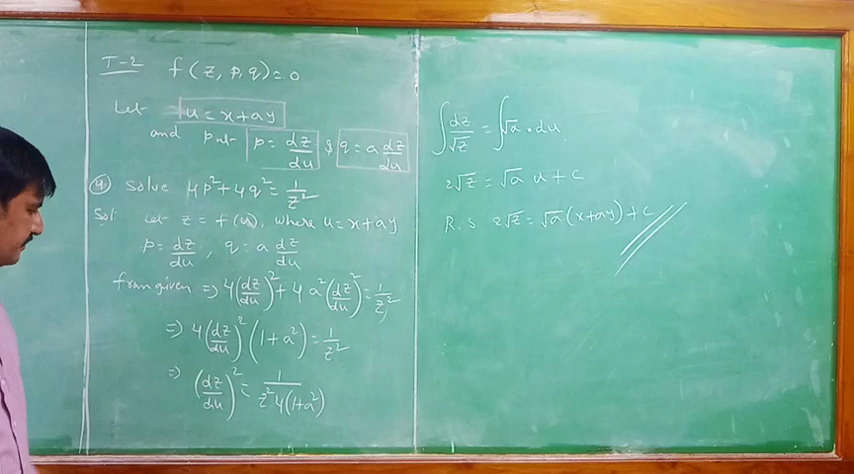 T-2 f(z, p, q) = 0
Let u = x + ay
and put p = dz/du & q = a dz/du
④ Solve 4p² + 4q² = 1/z²
Sol: Let z = f(u), where u = x + ay
p = dz/du, q = a dz/du
from given => 4(dz/du)² + 4a²(dz/du)² = 1/z²
=> 4(dz/du)²(1+a²) = 1/z²
=> (dz/du)² = 1/(z² 4(1+a²))
∫dz/√z = ∫√a · du
2√z = √a u + c
R.S 2√z = √a(x+ay) + c